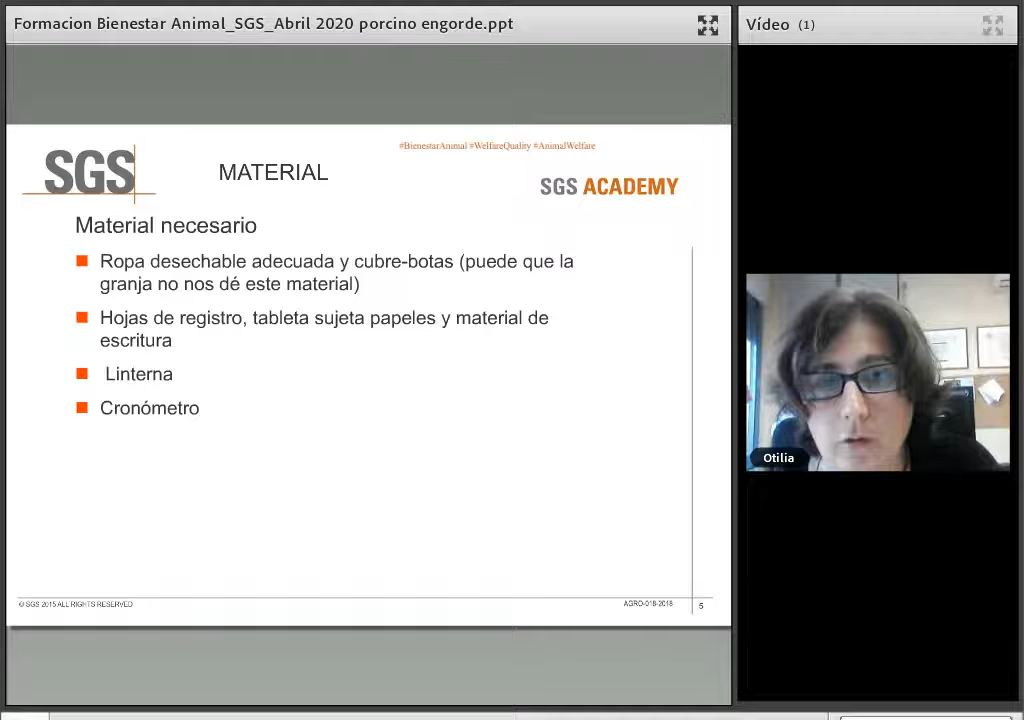 Formacion Bienestar Animal_SGS_Abril 2020 porcino engorde.ppt
Vídeo (1)
#BienestarAnimal #WelfareQuality #AnimalWelfare
SGS
MATERIAL
SGS ACADEMY
Material necesario
Ropa desechable adecuada y cubre-botas (puede que la
granja no nos dé este material)
Hojas de registro, tableta sujeta papeles y material de
escritura
Linterna
Cronómetro
Otilia
© SGS 2015 ALL RIGHTS RESERVED
AGRO-018-2018
5